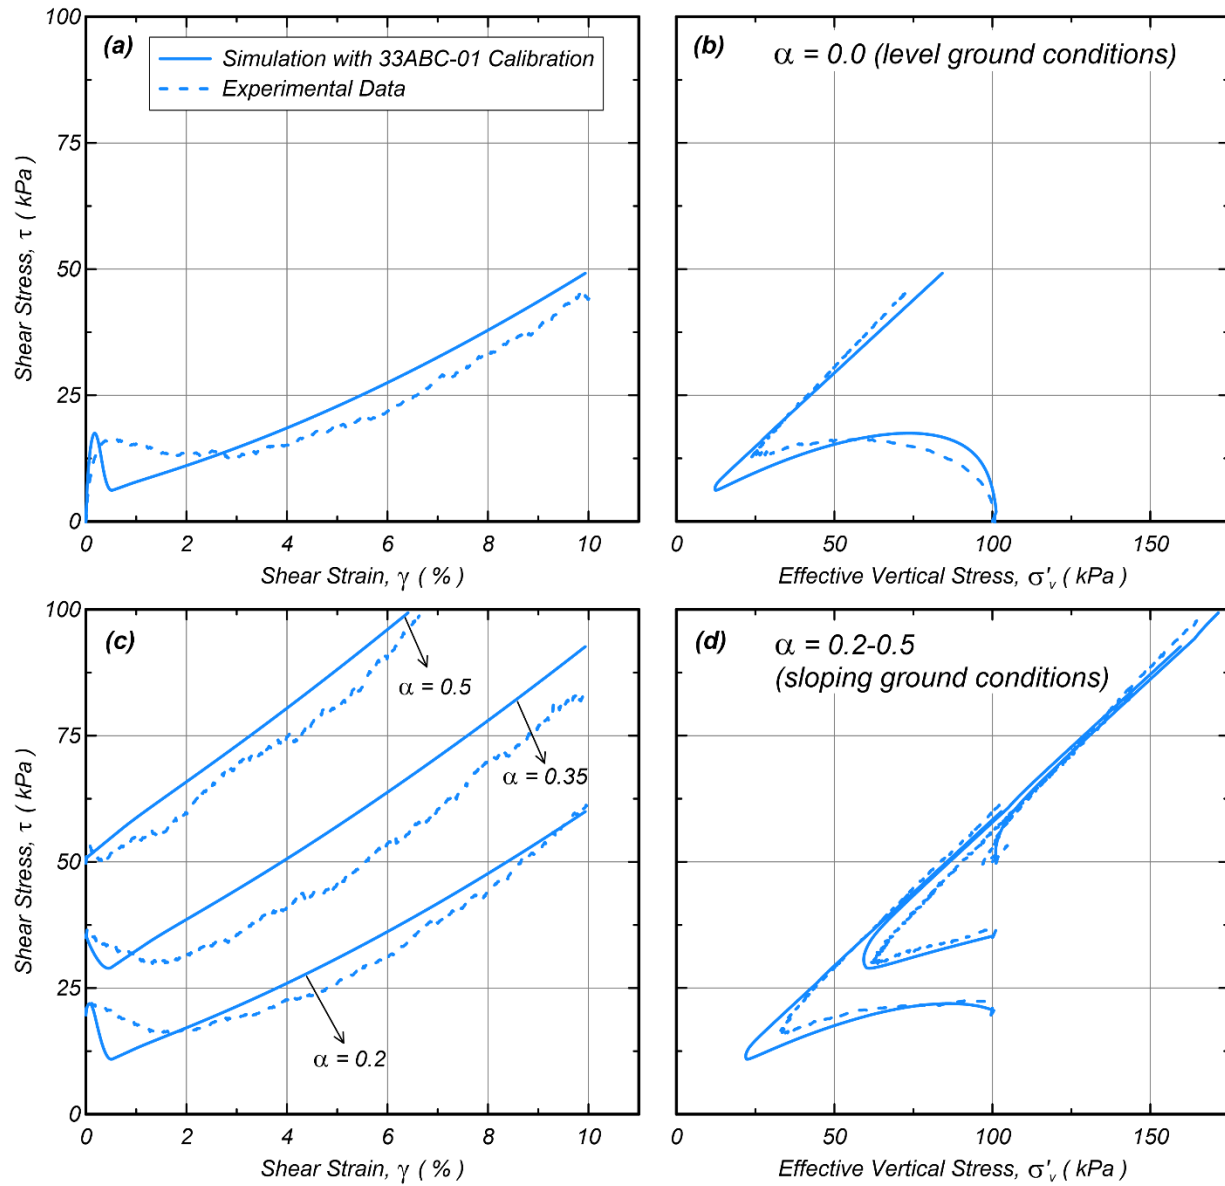 100
75
50
25
0
Shear Stress, τ ( kPa )
(a)
Simulation with 33ABC-01 Calibration
Experimental Data
0 2 4 6 8 10
Shear Strain, γ ( % )
(b)
α = 0.0 (level ground conditions)
0 50 100 150
Effective Vertical Stress, σ'v ( kPa )
100
75
50
25
0
Shear Stress, τ ( kPa )
(c)
α = 0.5
α = 0.35
α = 0.2
0 2 4 6 8 10
Shear Strain, γ ( % )
(d)
α = 0.2-0.5
(sloping ground conditions)
0 50 100 150
Effective Vertical Stress, σ'v ( kPa )